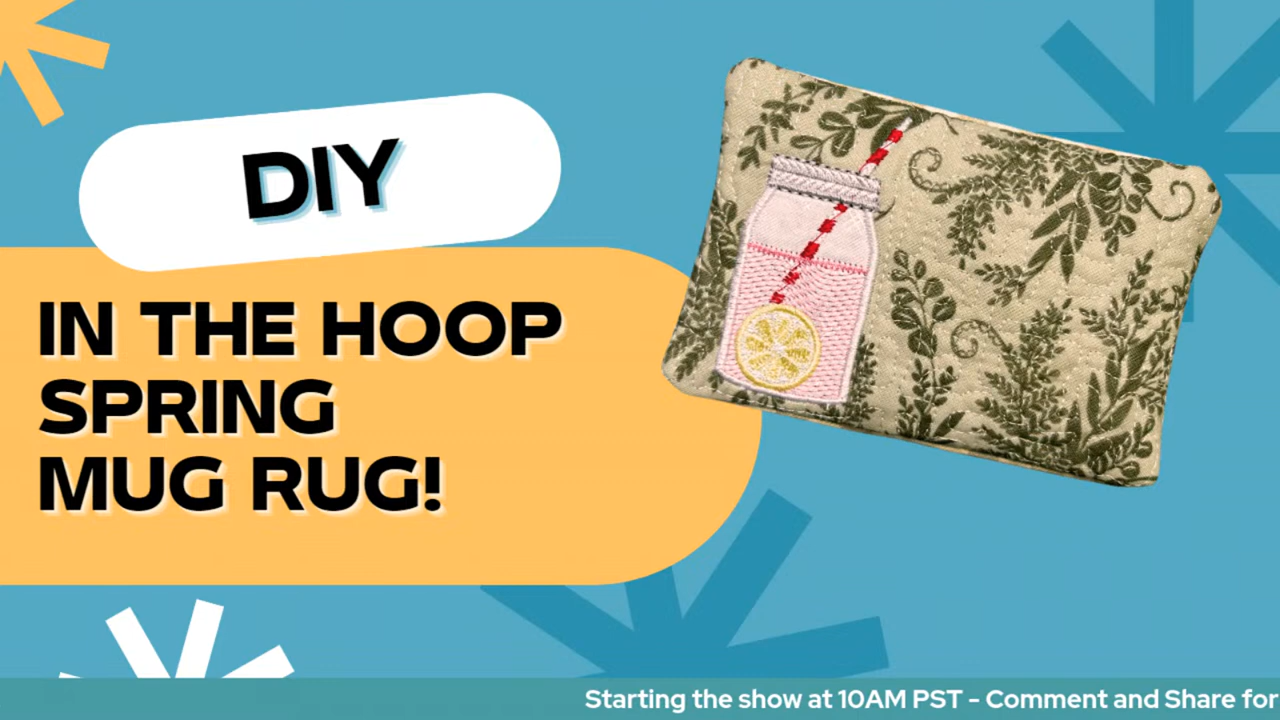 DIY
IN THE HOOP
SPRING
MUG RUG!
Starting the show at 10AM PST - Comment and Share for